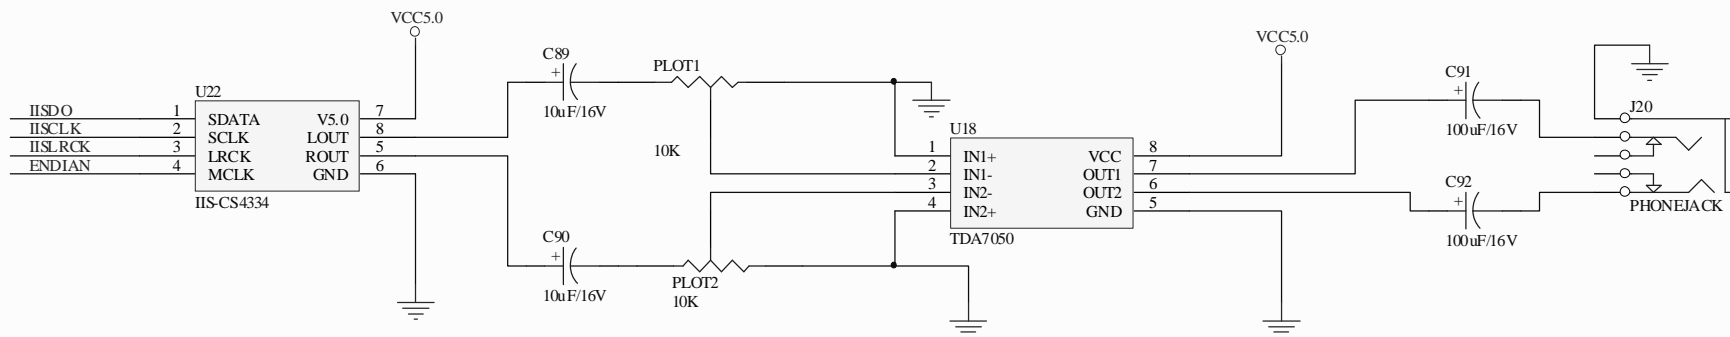 VCC5.0
U22
IISDO 1 SDATA V5.0 7
IISCLK 2 SCLK LOUT 8
IISLRCK 3 LRCK ROUT 5
ENDIAN 4 MCLK GND 6
IIS-CS4334
C89
+
10uF/16V
PLOT1
10K
C90
+
10uF/16V
PLOT2
10K
U18
1 IN1+ VCC 8
2 IN1- OUT1 7
3 IN2- OUT2 6
4 IN2+ GND 5
TDA7050
VCC5.0
C91
+
100uF/16V
C92
+
100uF/16V
J20
PHONEJACK